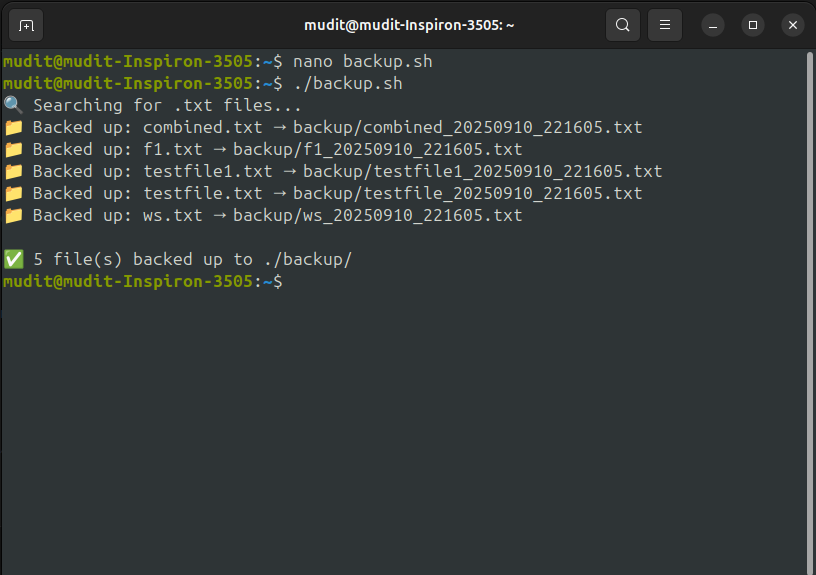 mudit@mudit-Inspiron-3505: ~
mudit@mudit-Inspiron-3505:~$ nano backup.sh
mudit@mudit-Inspiron-3505:~$ ./backup.sh
🔍 Searching for .txt files...
📁 Backed up: combined.txt → backup/combined_20250910_221605.txt
📁 Backed up: f1.txt → backup/f1_20250910_221605.txt
📁 Backed up: testfile1.txt → backup/testfile1_20250910_221605.txt
📁 Backed up: testfile.txt → backup/testfile_20250910_221605.txt
📁 Backed up: ws.txt → backup/ws_20250910_221605.txt
✅ 5 file(s) backed up to ./backup/
mudit@mudit-Inspiron-3505:~$